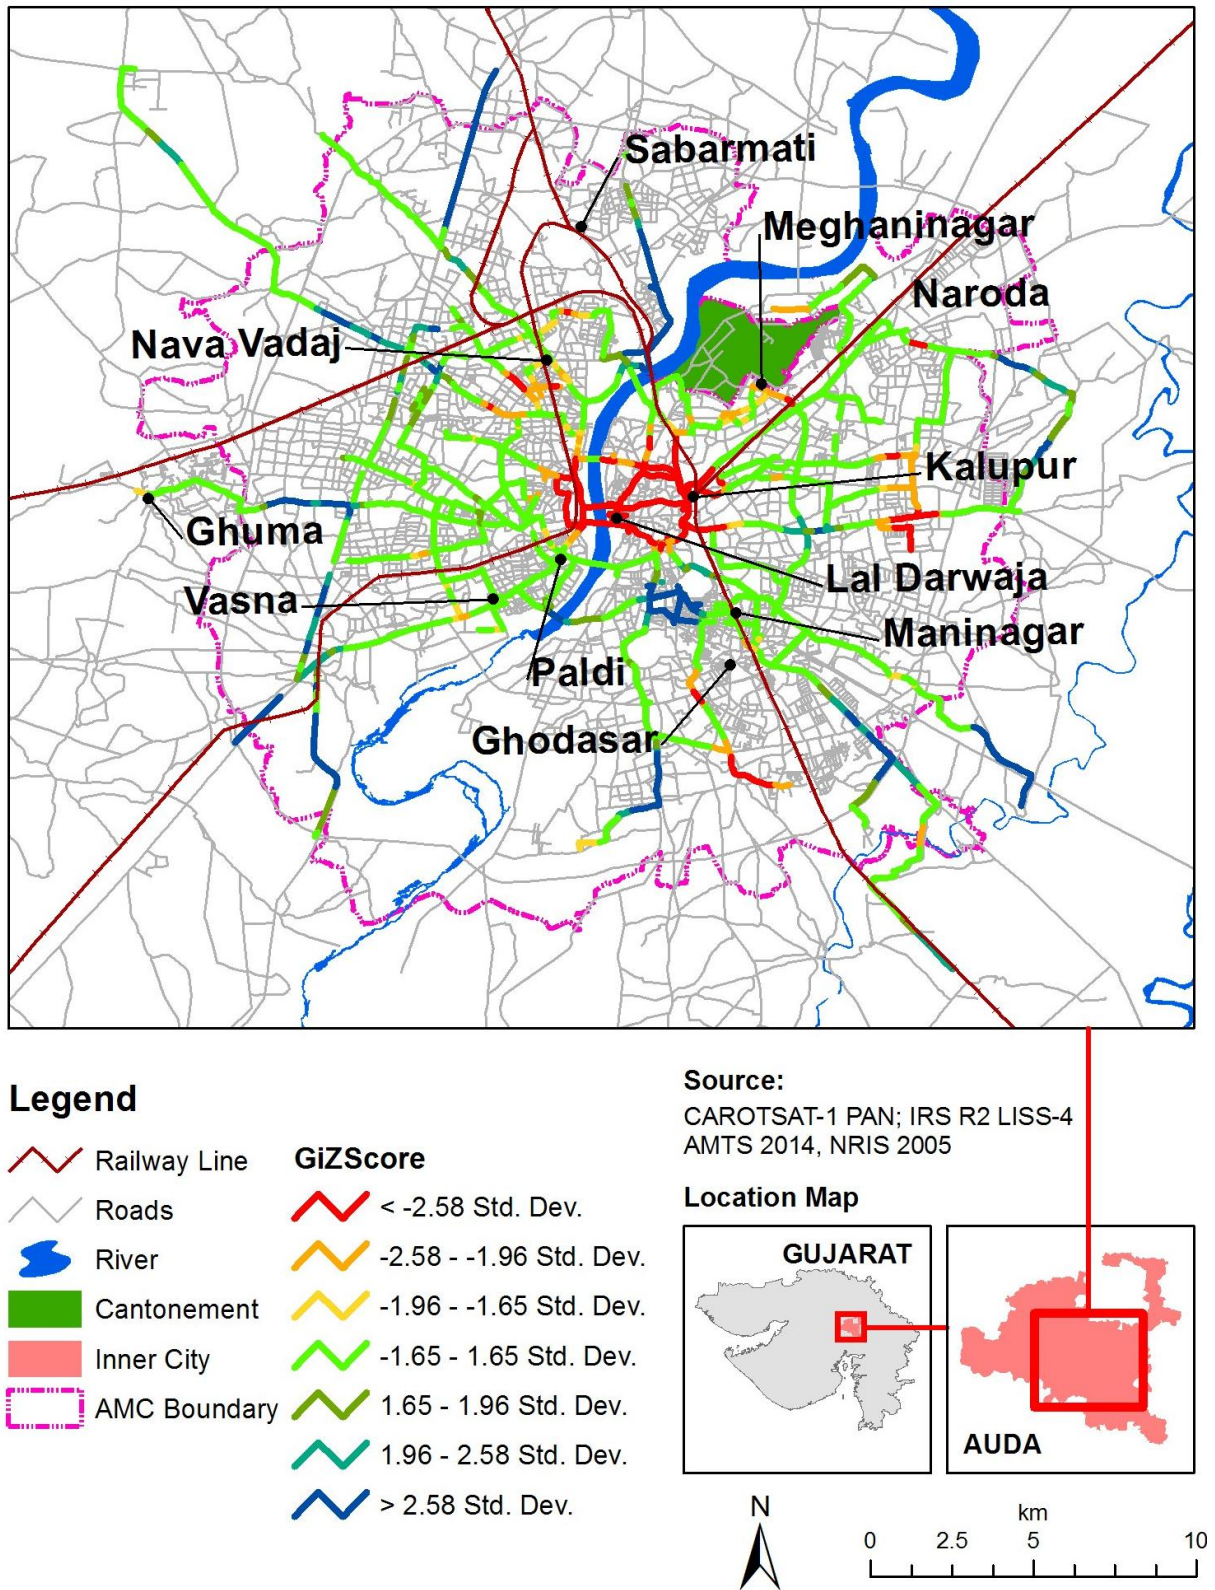 Sabarmati
Meghaninagar
Naroda
Nava Vadaj
Kalupur
Ghuma
Lal Darwaja
Vasna
Maninagar
Paldi
Ghodasar
Legend
Railway Line
Roads
River
Cantonement
Inner City
AMC Boundary
GiZScore
< -2.58 Std. Dev.
-2.58 - -1.96 Std. Dev.
-1.96 - -1.65 Std. Dev.
-1.65 - 1.65 Std. Dev.
1.65 - 1.96 Std. Dev.
1.96 - 2.58 Std. Dev.
> 2.58 Std. Dev.
Source:
CAROTSAT-1 PAN; IRS R2 LISS-4
AMTS 2014, NRIS 2005
Location Map
GUJARAT
AUDA
N
km
0 2.5 5 10